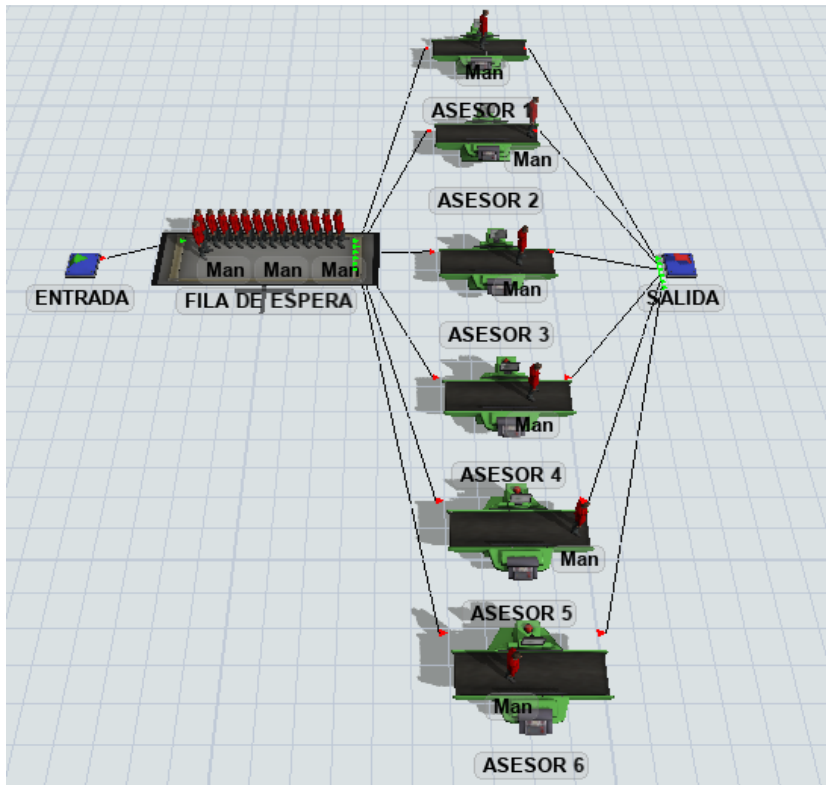 Man
ASESOR 1
Man
ASESOR 2
Man Man Man
ENTRADA
FILA DE ESPERA
Man
SALIDA
ASESOR 3
Man
ASESOR 4
Man
ASESOR 5
Man
ASESOR 6